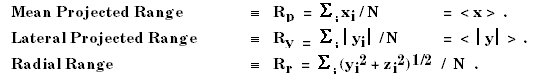 Mean Projected Range ≡ Rₚ = Σᵢ xᵢ/N = <x> .
Lateral Projected Range ≡ Rᵧ = Σᵢ|yᵢ| /N = <|y|> .
Radial Range ≡ Rᵣ = Σᵢ(yᵢ² + zᵢ²)¹/² / N .